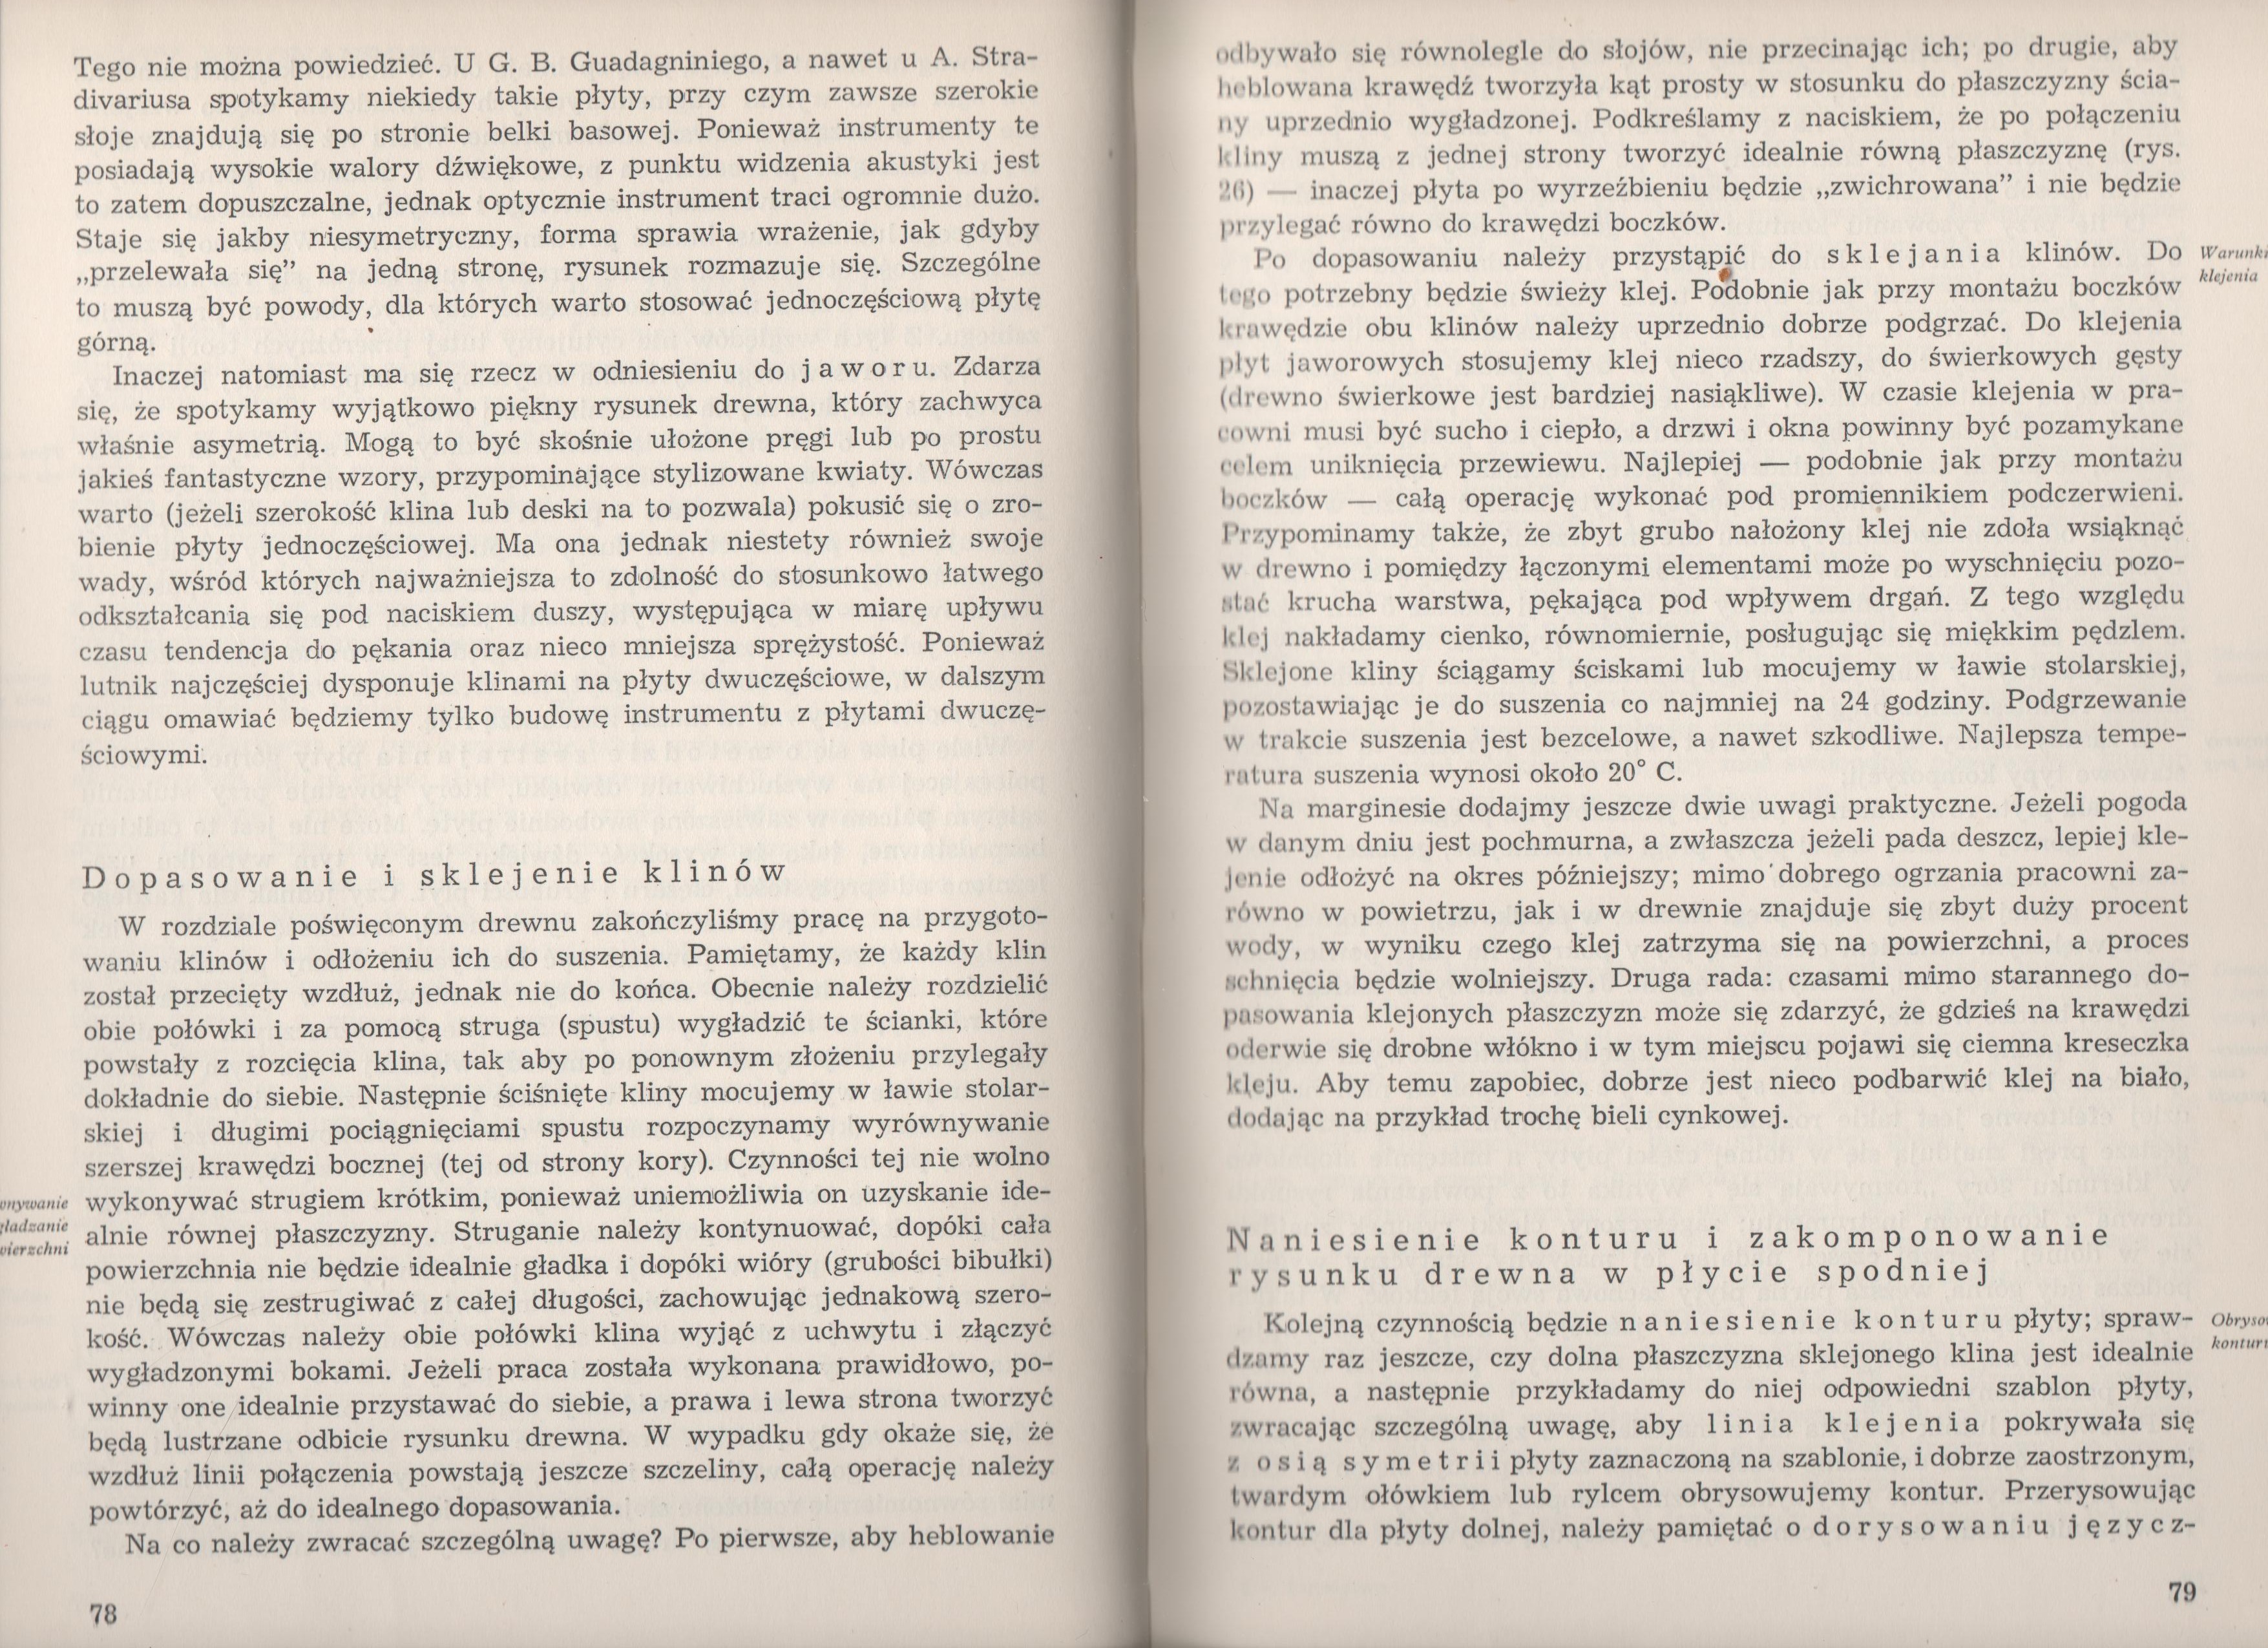 Tego nie można powiedzieć. U G. B. Guadagniniego, a nawet u A. Stra-
divariusa spotykamy niekiedy takie płyty, przy czym zawsze szerokie
słoje znajdują się po stronie belki basowej. Ponieważ instrumenty te
posiadają wysokie walory dźwiękowe, z punktu widzenia akustyki jest
to zatem dopuszczalne, jednak optycznie instrument traci ogromnie dużo.
Staje się jakby niesymetryczny, forma sprawia wrażenie, jak gdyby
„przelewała się” na jedną stronę, rysunek rozmazuje się. Szczególne
to muszą być powody, dla których warto stosować jednoczęściową płytę
górną.
Inaczej natomiast ma się rzecz w odniesieniu do jaworu. Zdarza
się, że spotykamy wyjątkowo piękny rysunek drewna, który zachwyca
właśnie asymetrią. Mogą to być skośnie ułożone pręgi lub po prostu
jakieś fantastyczne wzory, przypominające stylizowane kwiaty. Wówczas
warto (jeżeli szerokość klina lub deski na to pozwala) pokusić się o zro-
bienie płyty jednoczęściowej. Ma ona jednak niestety również swoje
wady, wśród których najważniejsza to zdolność do stosunkowo łatwego
odkształcania się pod naciskiem duszy, występująca w miarę upływu
czasu tendencja do pękania oraz nieco mniejsza sprężystość. Ponieważ
lutnik najczęściej dysponuje klinami na płyty dwuczęściowe, w dalszym
ciągu omawiać będziemy tylko budowę instrumentu z płytami dwuczę-
ściowymi.
Dopasowanie i sklejenie klinów
W rozdziale poświęconym drewnu zakończyliśmy pracę na przygoto-
waniu klinów i odłożeniu ich do suszenia. Pamiętamy, że każdy klin
został przecięty wzdłuż, jednak nie do końca. Obecnie należy rozdzielić
obie połówki i za pomocą struga (spustu) wygładzić te ścianki, które
powstały z rozcięcia klina, tak aby po ponownym złożeniu przylegały
dokładnie do siebie. Następnie ściśnięte kliny mocujemy w ławie stolar-
skiej i długimi pociągnięciami spustu rozpoczynamy wyrównywanie
szerszej krawędzi bocznej (tej od strony kory). Czynności tej nie wolno
wykonywać strugiem krótkim, ponieważ uniemożliwia on uzyskanie ide-
alnie równej płaszczyzny. Struganie należy kontynuować, dopóki cała
powierzchnia nie będzie idealnie gładka i dopóki wióry (grubości bibułki)
nie będą się zestrugiwać z całej długości, zachowując jednakową szero-
kość. Wówczas należy obie połówki klina wyjąć z uchwytu i złączyć
wygładzonymi bokami. Jeżeli praca została wykonana prawidłowo, po-
winny one idealnie przystawać do siebie, a prawa i lewa strona tworzyć
będą lustrzane odbicie rysunku drewna. W wypadku gdy okaże się, że
wzdłuż linii połączenia powstają jeszcze szczeliny, całą operację należy
powtórzyć, aż do idealnego dopasowania.
Na co należy zwracać szczególną uwagę? Po pierwsze, aby heblowanie
78
odbywało się równolegle do słojów, nie przecinając ich; po drugie, aby
heblowana krawędź tworzyła kąt prosty w stosunku do płaszczyzny ścia-
ny uprzednio wygładzonej. Podkreślamy z naciskiem, że po połączeniu
kliny muszą z jednej strony tworzyć idealnie równą płaszczyznę (rys.
26) — inaczej płyta po wyrzeźbieniu będzie „zwichrowana” i nie będzie
przylegać równo do krawędzi boczków.
Po dopasowaniu należy przystąpić do sklejania klinów. Do
tego potrzebny będzie świeży klej. Podobnie jak przy montażu boczków
krawędzie obu klinów należy uprzednio dobrze podgrzać. Do klejenia
płyt jaworowych stosujemy klej nieco rzadszy, do świerkowych gęsty
(drewno świerkowe jest bardziej nasiąkliwe). W czasie klejenia w pra-
cowni musi być sucho i ciepło, a drzwi i okna powinny być pozamykane
celem uniknięcia przewiewu. Najlepiej — podobnie jak przy montażu
boczków — całą operację wykonać pod promiennikiem podczerwieni.
Przypominamy także, że zbyt grubo nałożony klej nie zdoła wsiąknąć
w drewno i pomiędzy łączonymi elementami może po wyschnięciu pozo-
stać krucha warstwa, pękająca pod wpływem drgań. Z tego względu
klej nakładamy cienko, równomiernie, posługując się miękkim pędzlem.
Sklejone kliny ściągamy ściskami lub mocujemy w ławie stolarskiej,
pozostawiając je do suszenia co najmniej na 24 godziny. Podgrzewanie
w trakcie suszenia jest bezcelowe, a nawet szkodliwe. Najlepsza tempe-
ratura suszenia wynosi około 20° C.
Na marginesie dodajmy jeszcze dwie uwagi praktyczne. Jeżeli pogoda
w danym dniu jest pochmurna, a zwłaszcza jeżeli pada deszcz, lepiej kle-
jenie odłożyć na okres późniejszy; mimo dobrego ogrzania pracowni za-
równo w powietrzu, jak i w drewnie znajduje się zbyt duży procent
wody, w wyniku czego klej zatrzyma się na powierzchni, a proces
schnięcia będzie wolniejszy. Druga rada: czasami mimo starannego do-
pasowania klejonych płaszczyzn może się zdarzyć, że gdzieś na krawędzi
oderwie się drobne włókno i w tym miejscu pojawi się ciemna kreseczka
kleju. Aby temu zapobiec, dobrze jest nieco podbarwić klej na biało,
dodając na przykład trochę bieli cynkowej.
Warunki
klejenia
Naniesienie konturu i zakomponowanie
rysunku drewna w płycie spodniej
Kolejną czynnością będzie naniesienie konturu płyty; spraw-
dzamy raz jeszcze, czy dolna płaszczyzna sklejonego klina jest idealnie
równa, a następnie przykładamy do niej odpowiedni szablon płyty,
zwracając szczególną uwagę, aby linia klejenia pokrywała się
z osią symetrii płyty zaznaczoną na szablonie, i dobrze zaostrzonym,
twardym ołówkiem lub rylcem obrysowujemy kontur. Przerysowując
kontur dla płyty dolnej, należy pamiętać o dorysowaniu języcz-
79